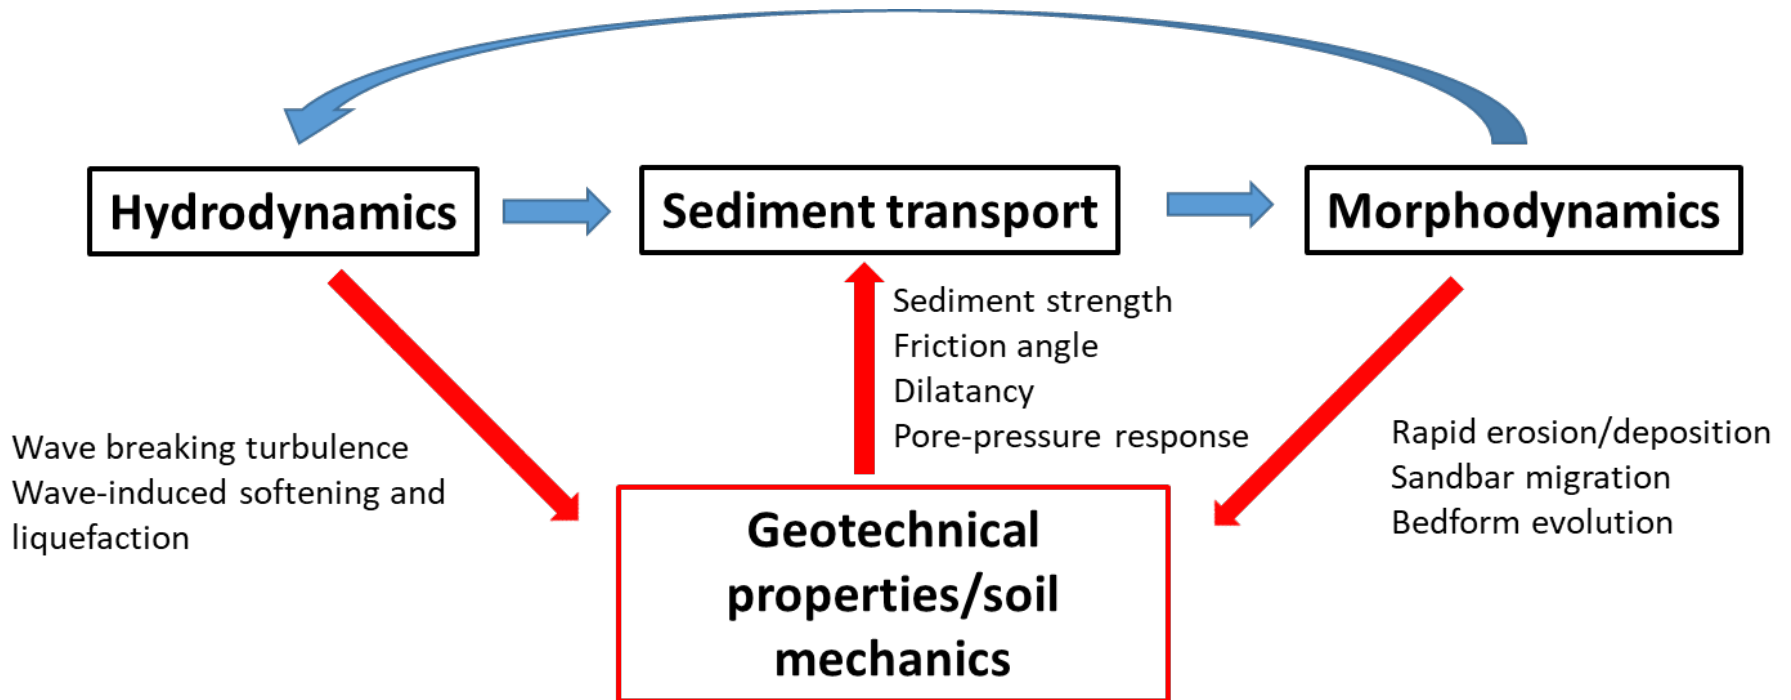 Hydrodynamics
Sediment transport
Morphodynamics
Sediment strength
Friction angle
Dilatancy
Pore-pressure response
Wave breaking turbulence
Wave-induced softening and
liquefaction
Rapid erosion/deposition
Sandbar migration
Bedform evolution
Geotechnical
properties/soil
mechanics